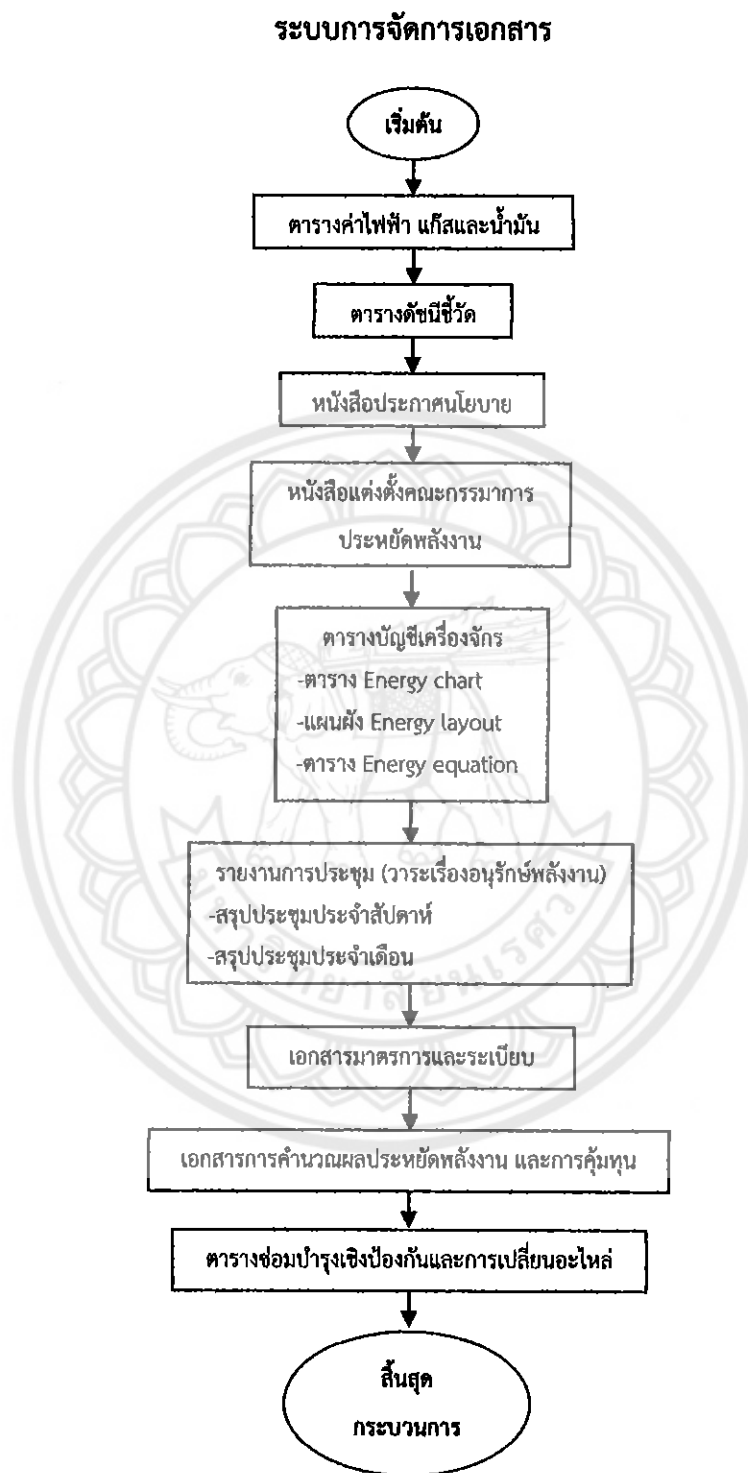 ระบบการจัดการเอกสาร
เริ่มต้น
ตารางค่าไฟฟ้า แก๊สและน้ำมัน
ตารางดัชนีชี้วัด
หนังสือประกาศนโยบาย
หนังสือแต่งตั้งคณะกรรมาการ
ประหยัดพลังงาน
ตารางบัญชีเครื่องจักร
-ตาราง Energy chart
-แผนผัง Energy layout
-ตาราง Energy equation
รายงานการประชุม (วาระเรื่องอนุรักษ์พลังงาน)
-สรุปประชุมประจำสัปดาห์
-สรุปประชุมประจำเดือน
มหาวิทยาลัยนเรศวร
เอกสารมาตรการและระเบียบ
เอกสารการคำนวณผลประหยัดพลังงาน และการคุ้มทุน
ตารางซ่อมบำรุงเชิงป้องกันและการเปลี่ยนอะไหล่
สิ้นสุด
กระบวนการ